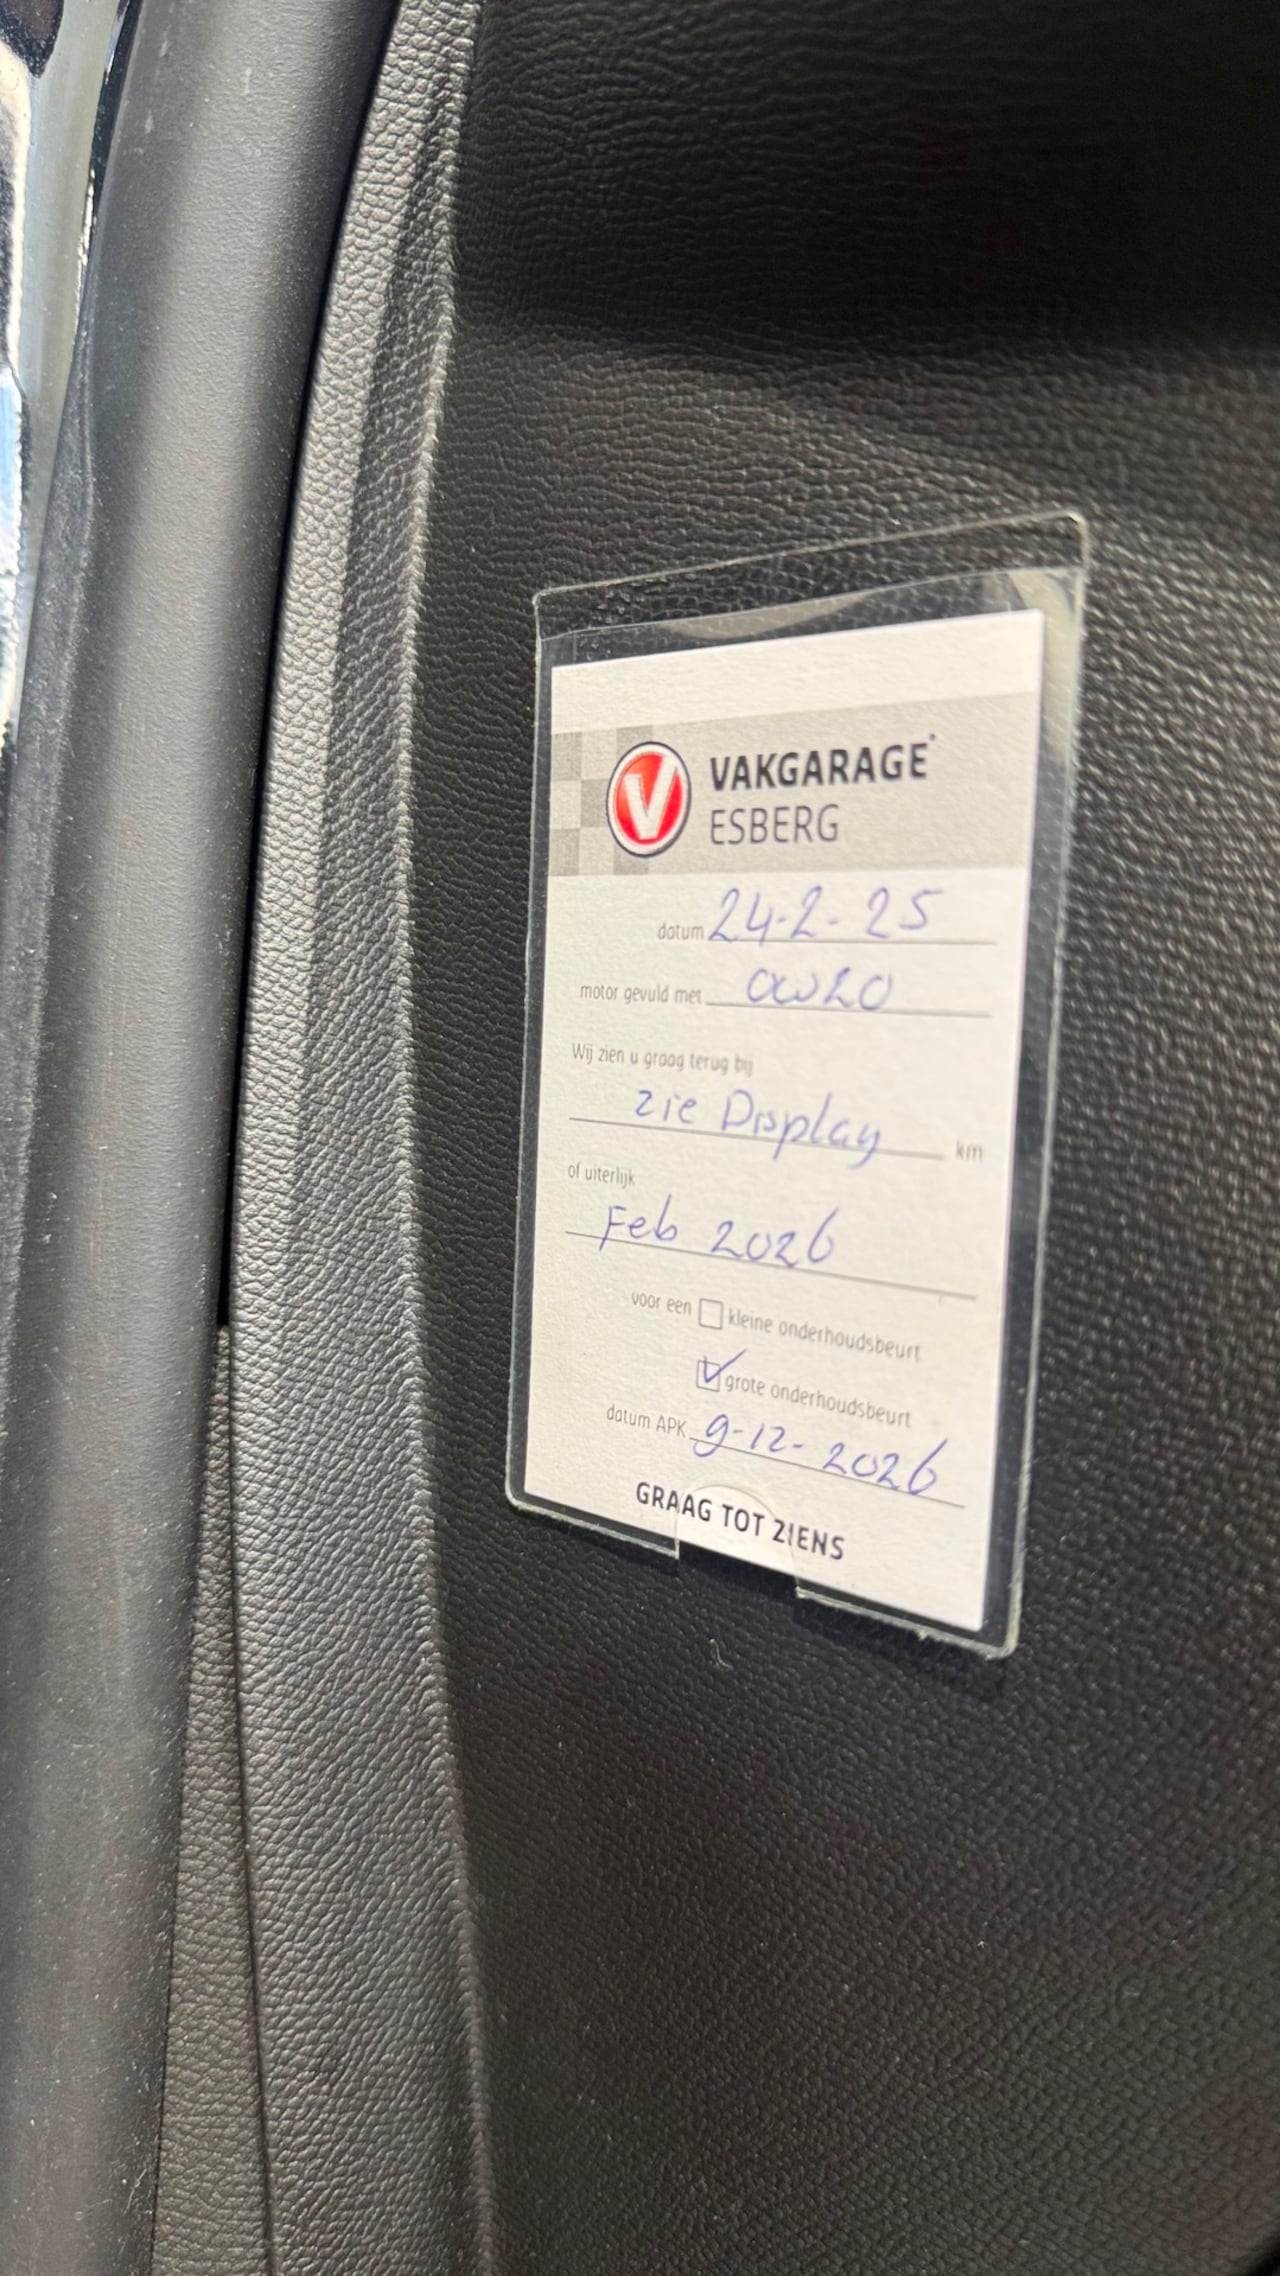 VAKGARAGE
ESBERG
datum 24-2-25
motor gevuld met 0W20
Wij zien u graag terug bij
zie Display km
of uiterlijk
Feb 2026
voor een kleine onderhoudsbeurt
grote onderhoudsbeurt
datum APK 9-12-2026
GRAAG TOT ZIENS